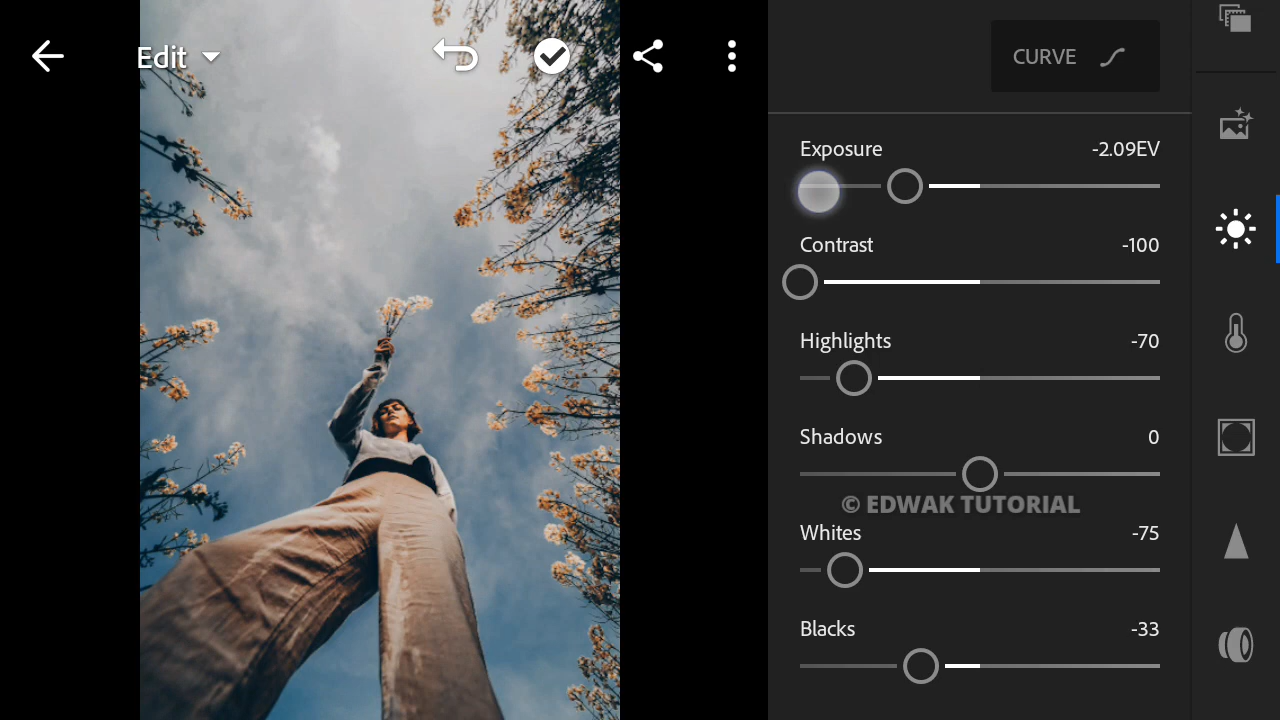 Edit
CURVE
Exposure -2.09EV
Contrast -100
Highlights -70
Shadows 0
© EDWAK TUTORIAL
Whites -75
Blacks -33